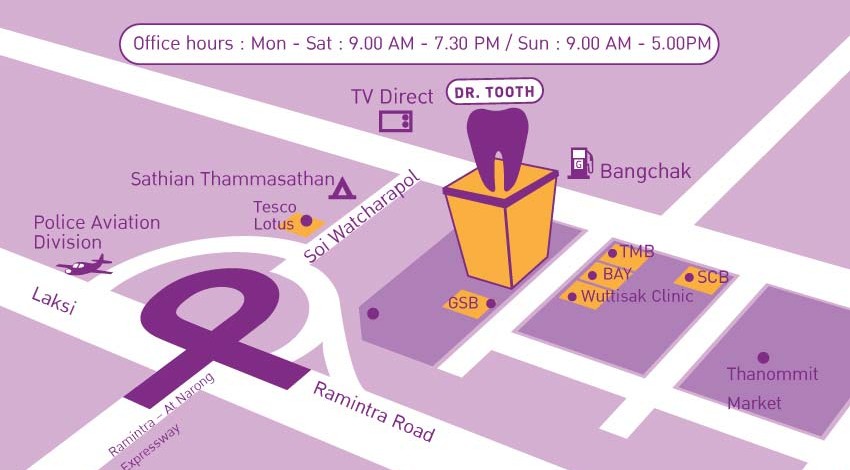 Office hours : Mon - Sat : 9.00 AM - 7.30 PM / Sun : 9.00 AM - 5.00PM
TV Direct
DR. TOOTH
G
Bangchak
Sathian Thammasathan
Tesco
Lotus
Soi Watcharapol
Police Aviation
Division
Laksi
TMB
BAY
SCB
GSB
Wuttisak Clinic
Thanommit
Market
Ramintra Road
Ramintra – At Narong
Expressway